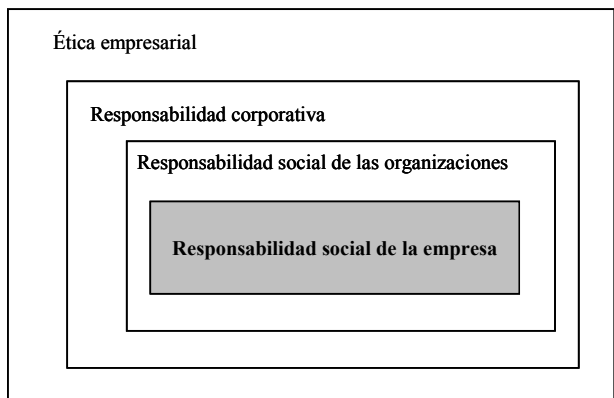 Ética empresarial
Responsabilidad corporativa
Responsabilidad social de las organizaciones
Responsabilidad social de la empresa